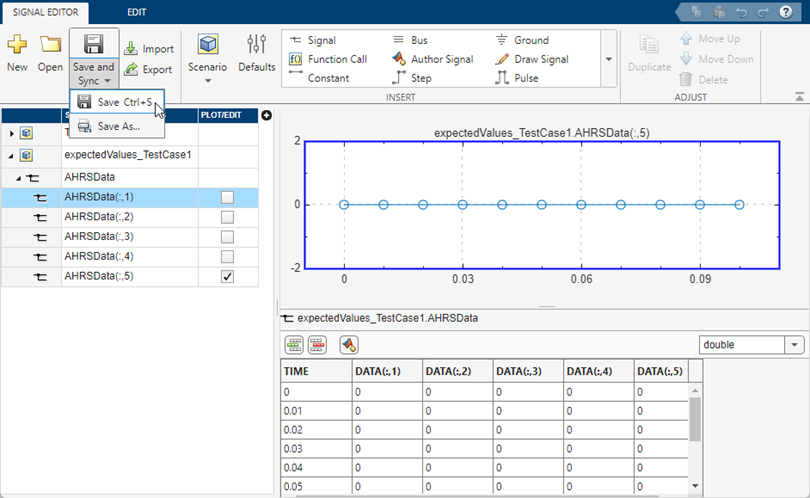 SIGNAL EDITOR EDIT
?
New Open Save and Sync Import Export Scenario Defaults
Signal Bus Ground
f() Function Call Author Signal Draw Signal
Constant Step Pulse
INSERT
Duplicate Move Up Move Down Delete
ADJUST
Save Ctrl+S
Save As...
S PLOT/EDIT
T
expectedValues_TestCase1
AHRSData
AHRSData(:,1)
AHRSData(:,2)
AHRSData(:,3)
AHRSData(:,4)
AHRSData(:,5)
expectedValues_TestCase1.AHRSData(:,5)
2
0
-2
0 0.03 0.06 0.09
expectedValues_TestCase1.AHRSData
double
TIME DATA(:,1) DATA(:,2) DATA(:,3) DATA(:,4) DATA(:,5)
0 0 0 0 0 0
0.01 0 0 0 0 0
0.02 0 0 0 0 0
0.03 0 0 0 0 0
0.04 0 0 0 0 0
0.05 0 0 0 0 0